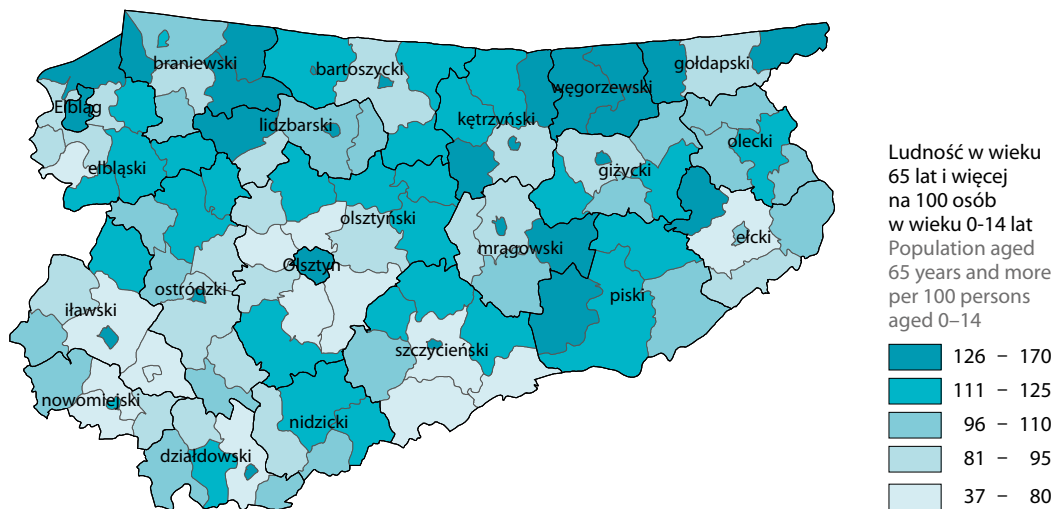 braniewski
bartoszycki
gołdapski
węgorzewski
Elbląg
lidzbarski
kętrzyński
olecki
elbląski
giżycki
olsztyński
mrągowski
ełcki
Olsztyn
ostródzki
piski
iławski
szczycieński
nowomiejski
nidzicki
działdowski
Ludność w wieku
65 lat i więcej
na 100 osób
w wieku 0-14 lat
Population aged
65 years and more
per 100 persons
aged 0–14
126 – 170
111 – 125
96 – 110
81 – 95
37 – 80